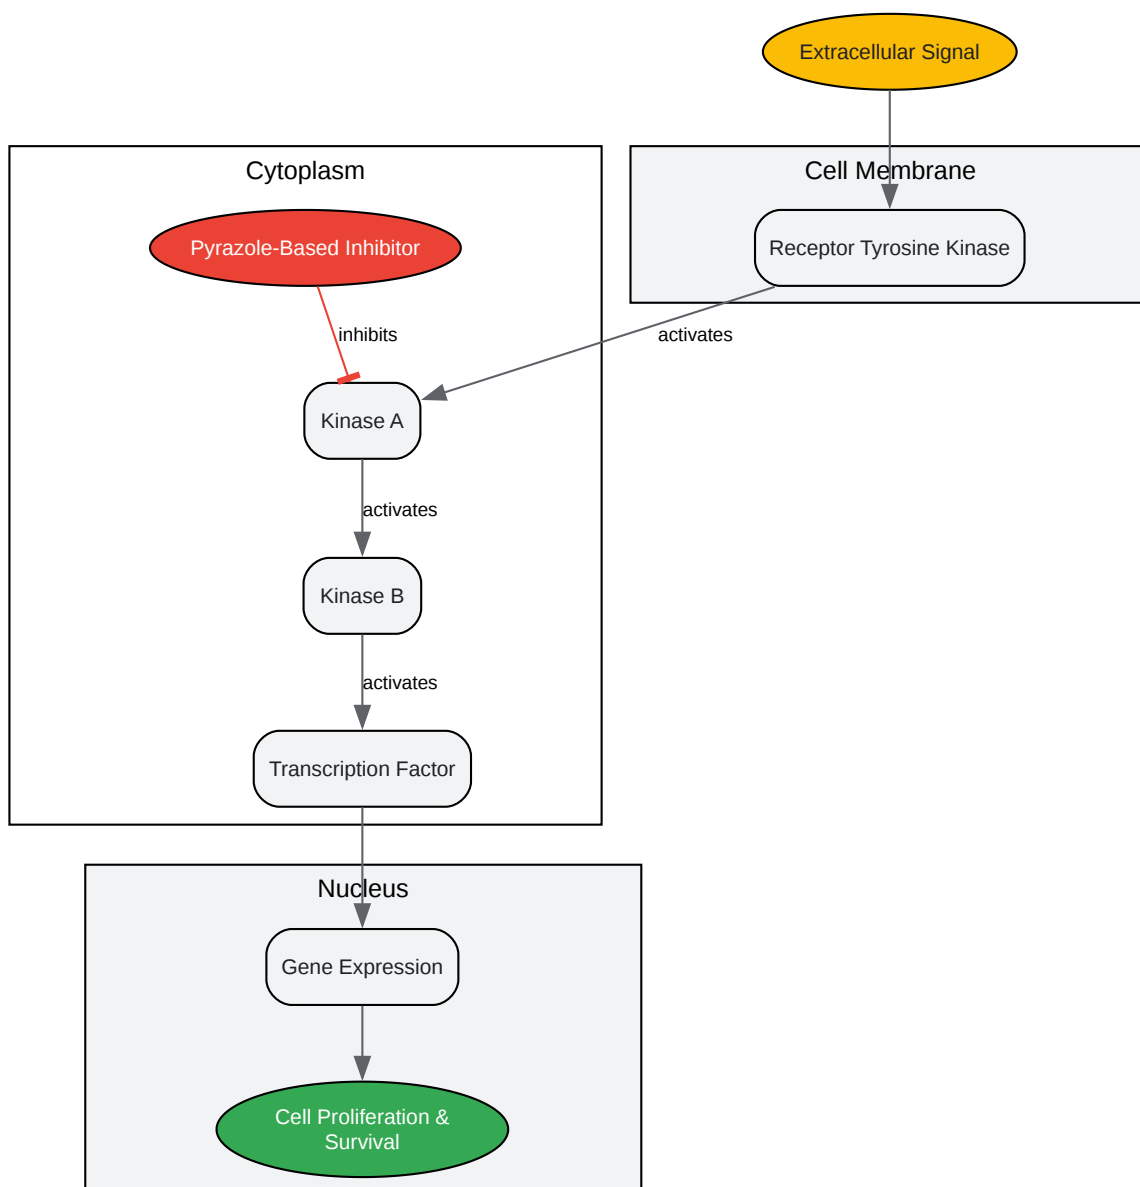 Extracellular Signal
Cytoplasm
Cell Membrane
Pyrazole-Based Inhibitor
Receptor Tyrosine Kinase
inhibits
activates
Kinase A
activates
Kinase B
activates
Transcription Factor
Nucleus
Gene Expression
Cell Proliferation &
Survival